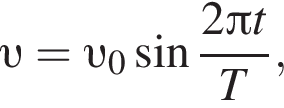 υ = υ₀ sin 2πt/T,